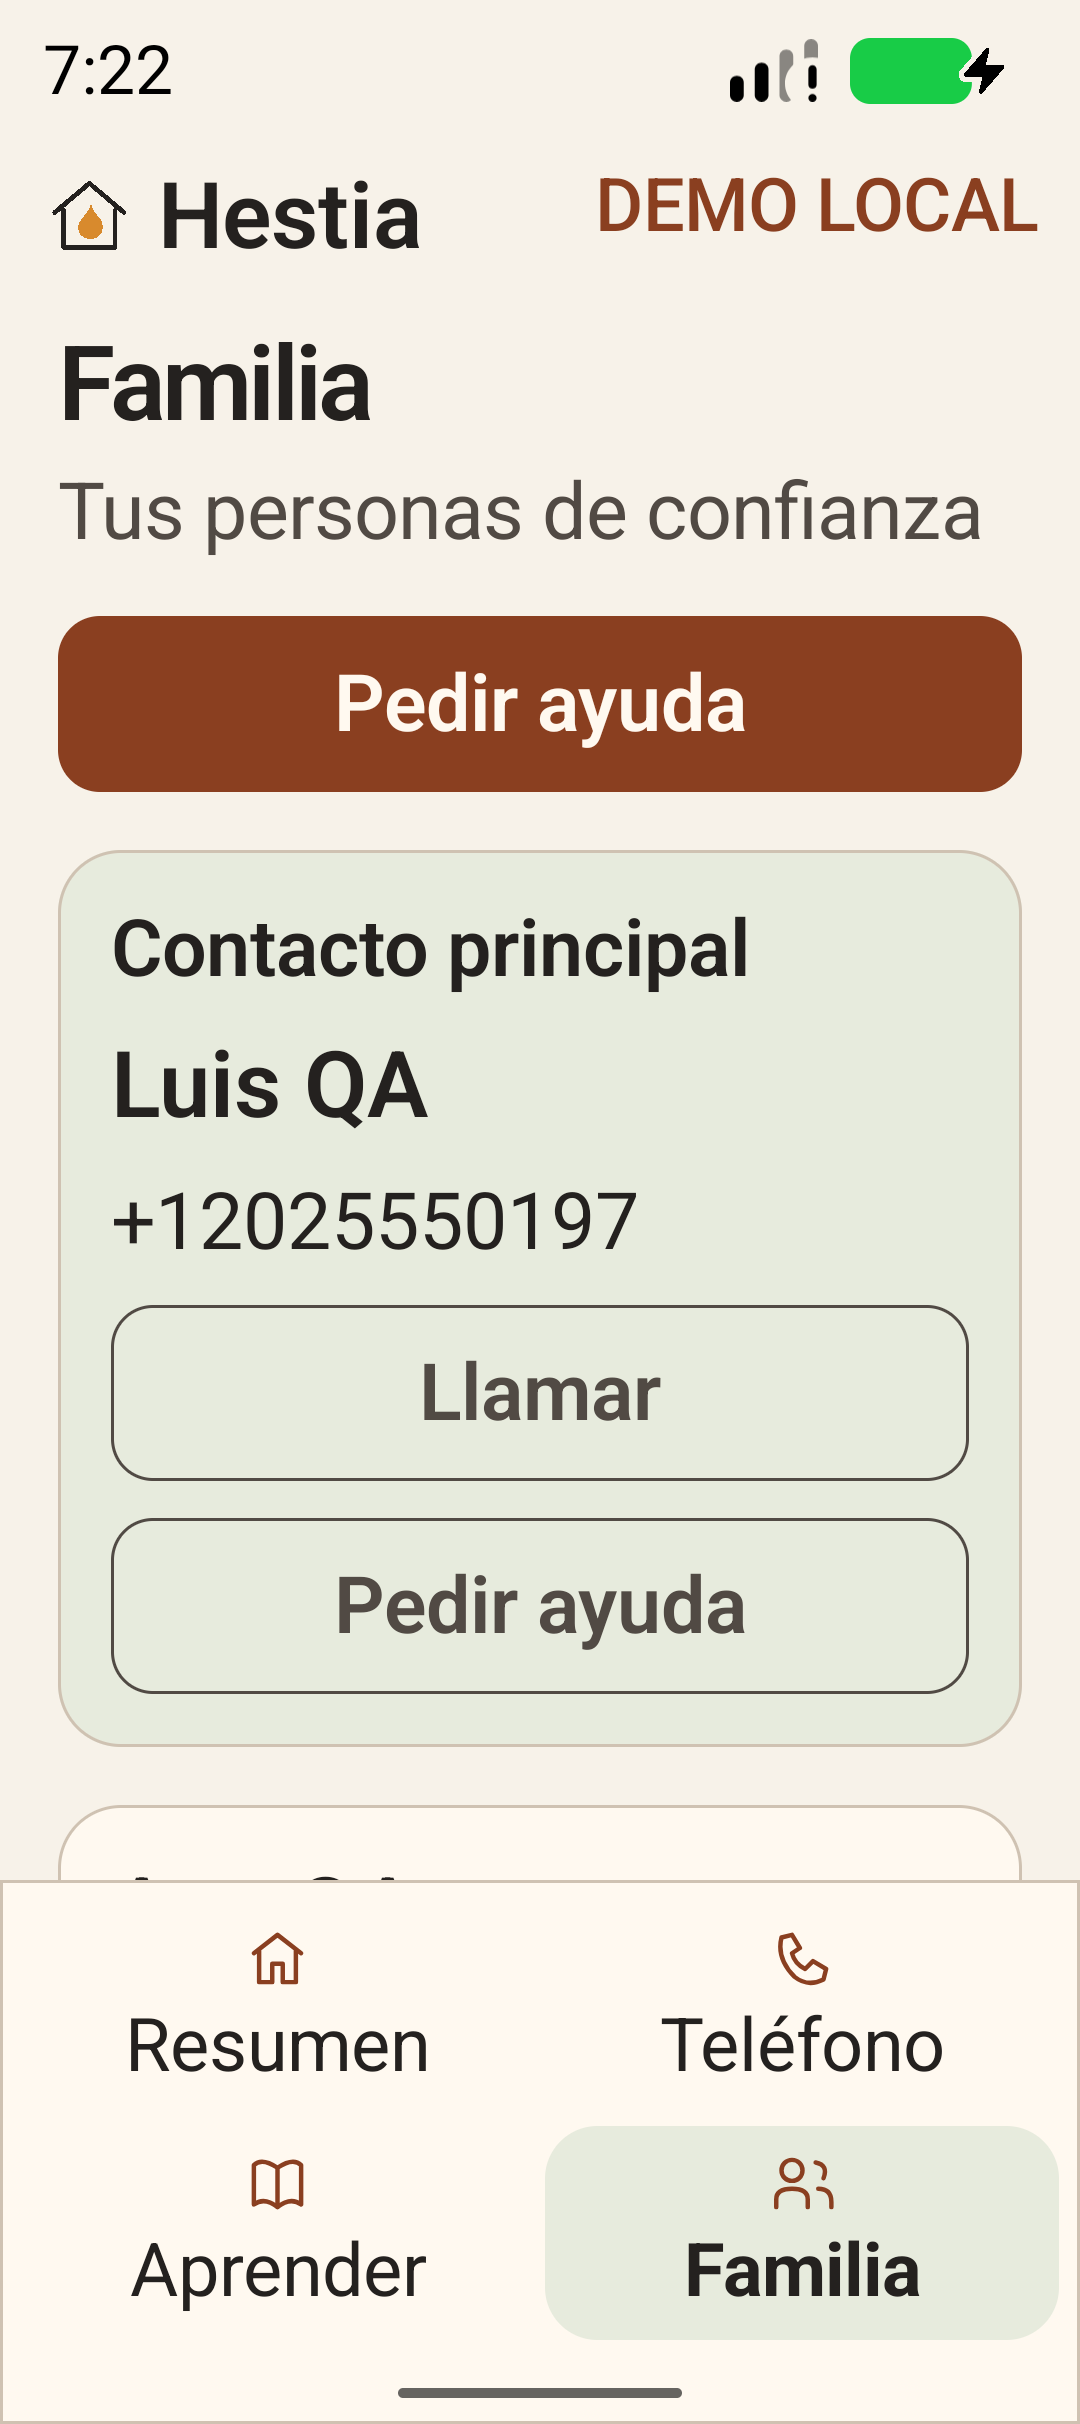 7:22
Hestia
DEMO LOCAL
Familia
Tus personas de confianza
Pedir ayuda
Contacto principal
Luis QA
+12025550197
Llamar
Pedir ayuda
Resumen
Teléfono
Aprender
Familia